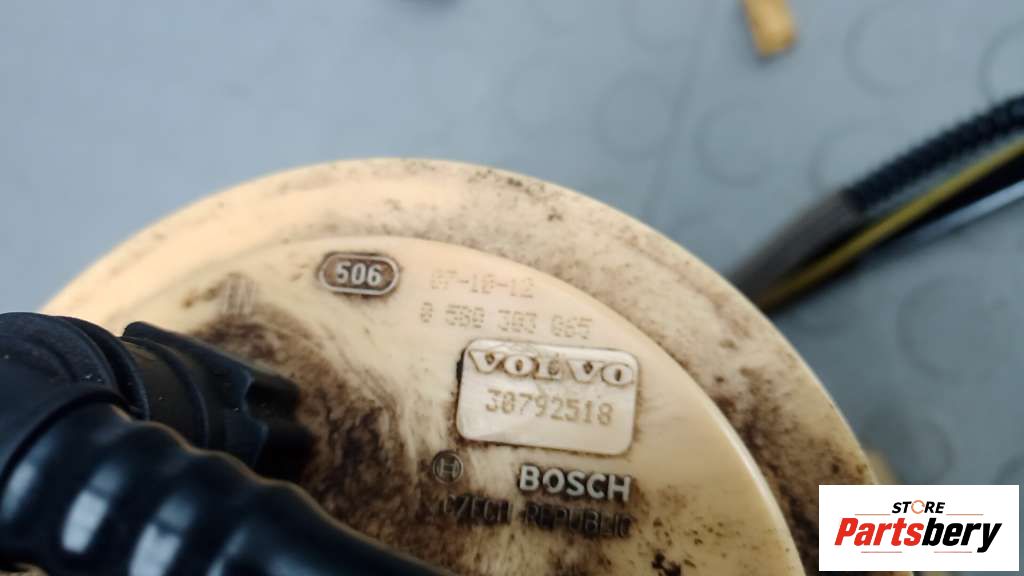 506
07-10-12
0 580 303 065
VOLVO
30792518
BOSCH
CZECH REPUBLIC
STORE
Partsbery